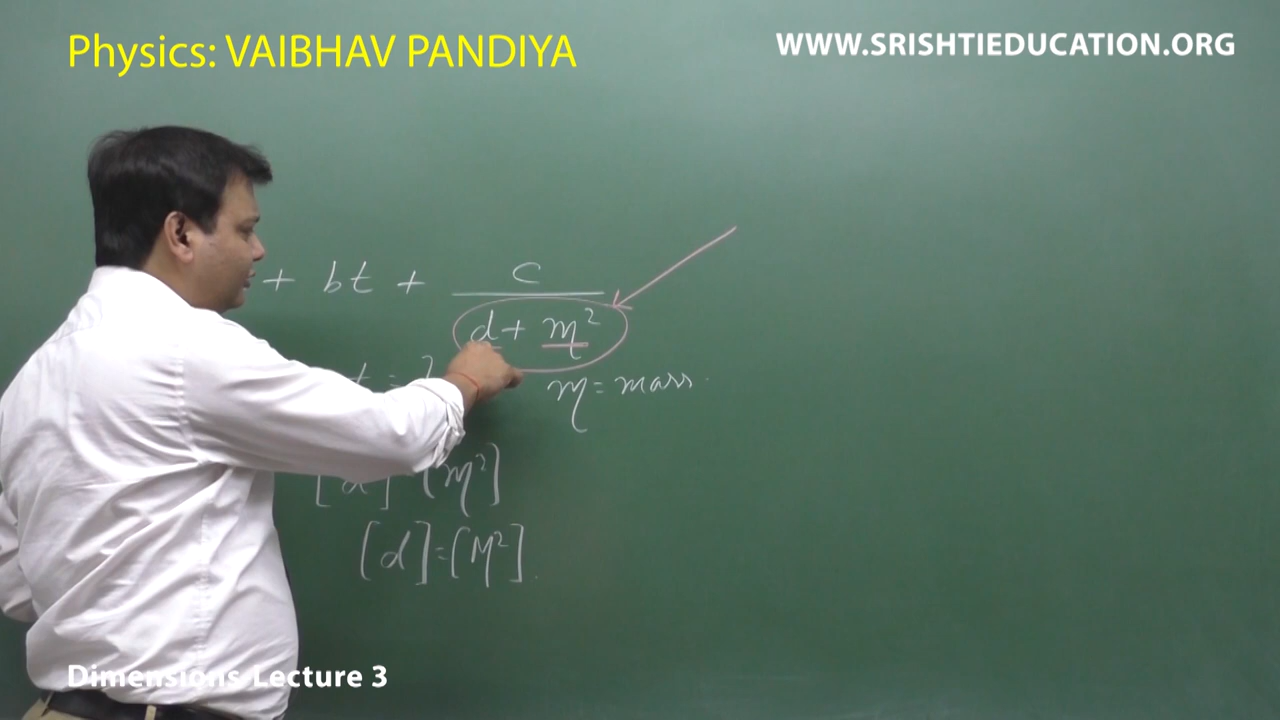 Physics: VAIBHAV PANDIYA
WWW.SRISHTIEDUCATION.ORG
+ bt + c
d + m²
t = ?
m = mass
[d] [m²]
[d] = [M²]
Dimensions-Lecture 3